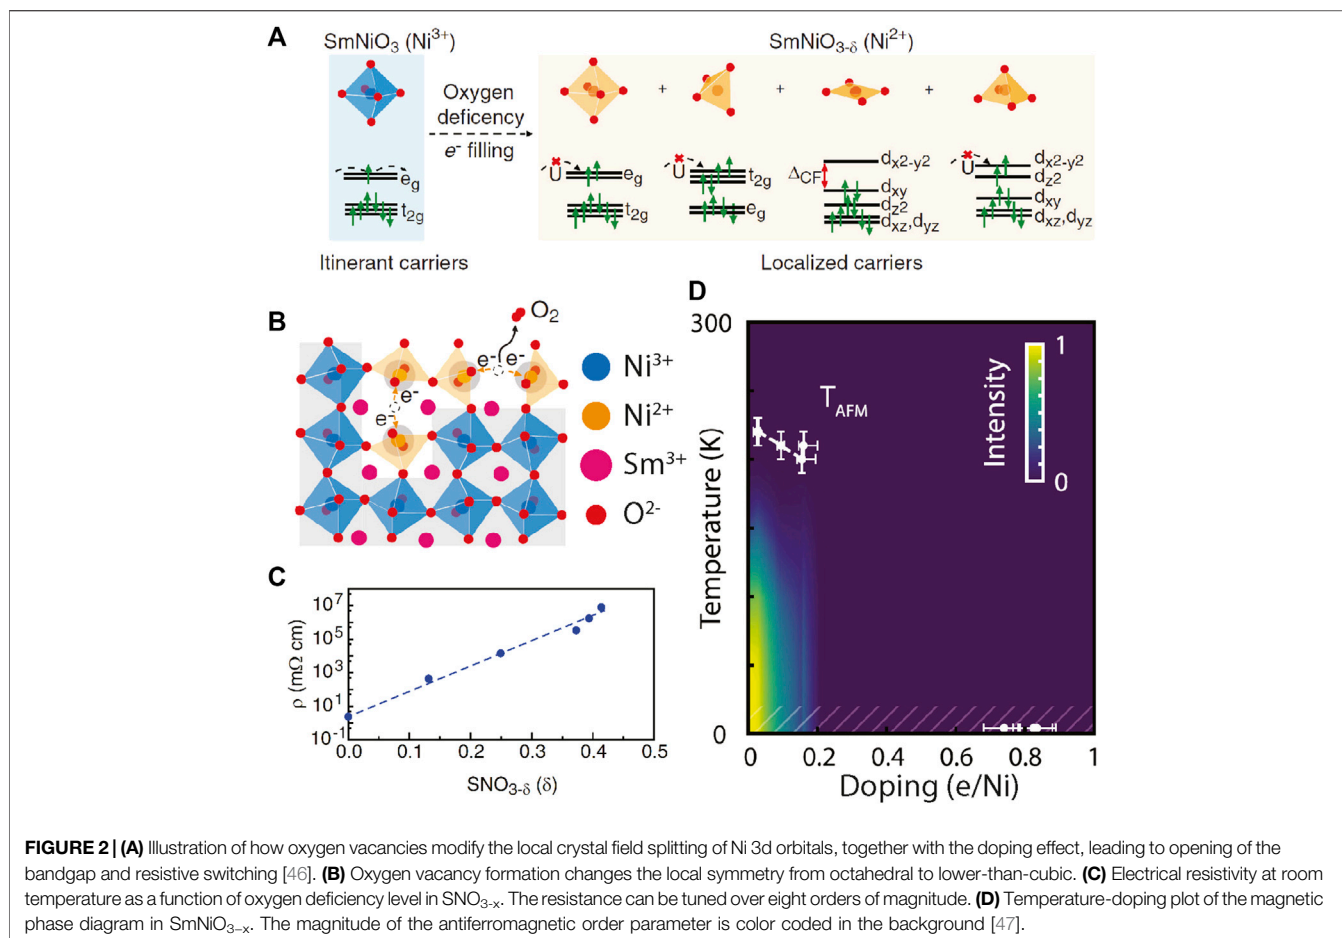 A
SmNiO3 (Ni3+)
SmNiO3-δ (Ni2+)
Oxygen
deficency
e- filling
+
+
+
eg
t2g
U
eg
t2g
U
t2g
eg
ΔCF
dx2-y2
dxy
dz2
dxz,dyz
U
dx2-y2
dz2
dxy
dxz,dyz
Itinerant carriers
Localized carriers
B
O2
e-
e-
e-
e-
Ni3+
Ni2+
Sm3+
O2-
C
ρ (mΩ cm)
10^7
10^5
10^3
10^1
10^-1
0.0
0.1
0.2
0.3
0.4
0.5
SNO3-δ (δ)
D
300
Temperature (K)
0
TAFM
Intensity
1
0
0
0.2
0.4
0.6
0.8
1
Doping (e/Ni)
FIGURE 2 | (A) Illustration of how oxygen vacancies modify the local crystal field splitting of Ni 3d orbitals, together with the doping effect, leading to opening of the
bandgap and resistive switching [46]. (B) Oxygen vacancy formation changes the local symmetry from octahedral to lower-than-cubic. (C) Electrical resistivity at room
temperature as a function of oxygen deficiency level in SNO3-x. The resistance can be tuned over eight orders of magnitude. (D) Temperature-doping plot of the magnetic
phase diagram in SmNiO3−x. The magnitude of the antiferromagnetic order parameter is color coded in the background [47].